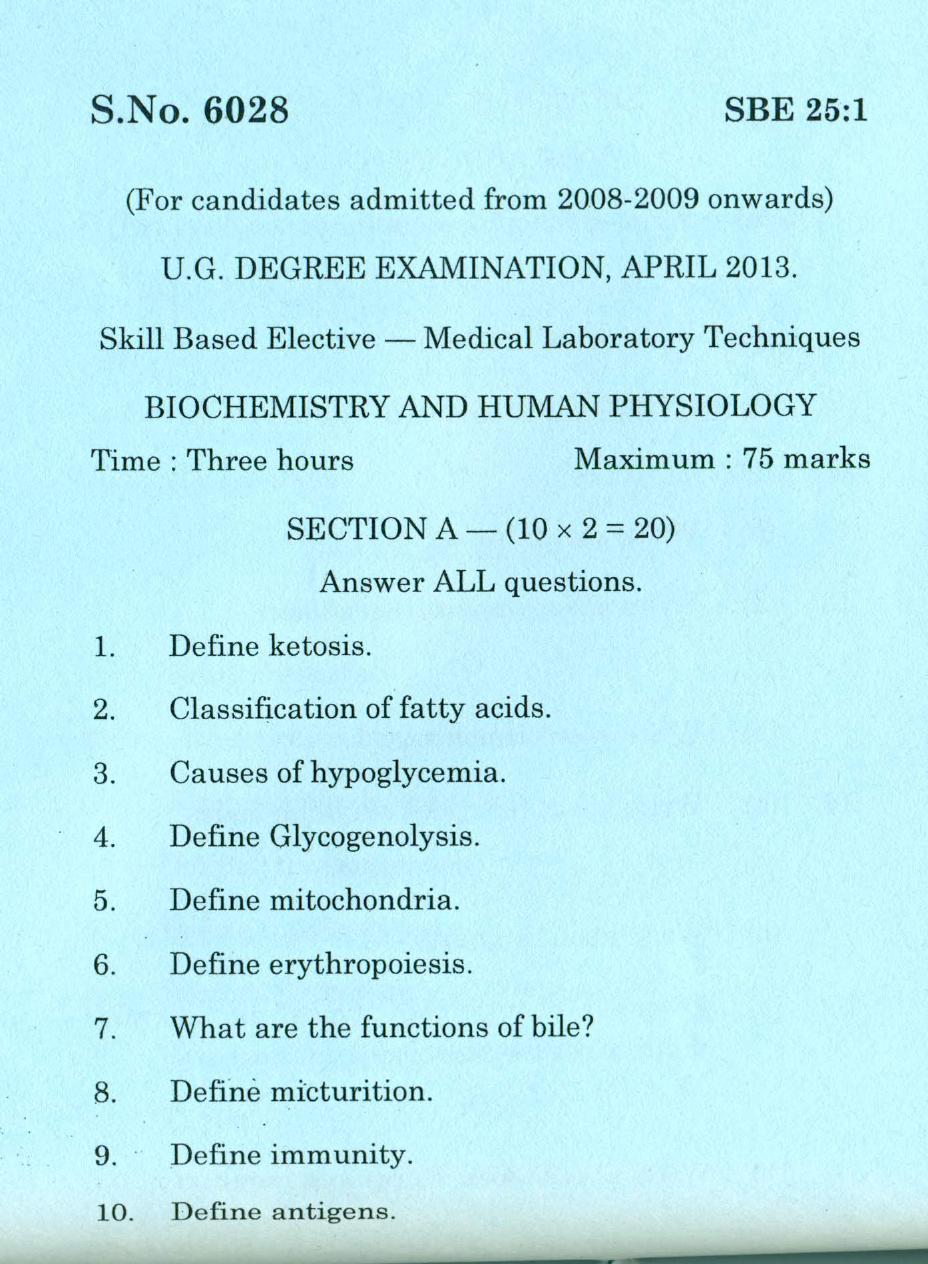 S.No. 6028 SBE 25:1
(For candidates admitted from 2008-2009 onwards)
U.G. DEGREE EXAMINATION, APRIL 2013.
Skill Based Elective — Medical Laboratory Techniques
BIOCHEMISTRY AND HUMAN PHYSIOLOGY
Time : Three hours Maximum : 75 marks
SECTION A — (10 × 2 = 20)
Answer ALL questions.
1. Define ketosis.
2. Classification of fatty acids.
3. Causes of hypoglycemia.
4. Define Glycogenolysis.
5. Define mitochondria.
6. Define erythropoiesis.
7. What are the functions of bile?
8. Define micturition.
9. Define immunity.
10. Define antigens.